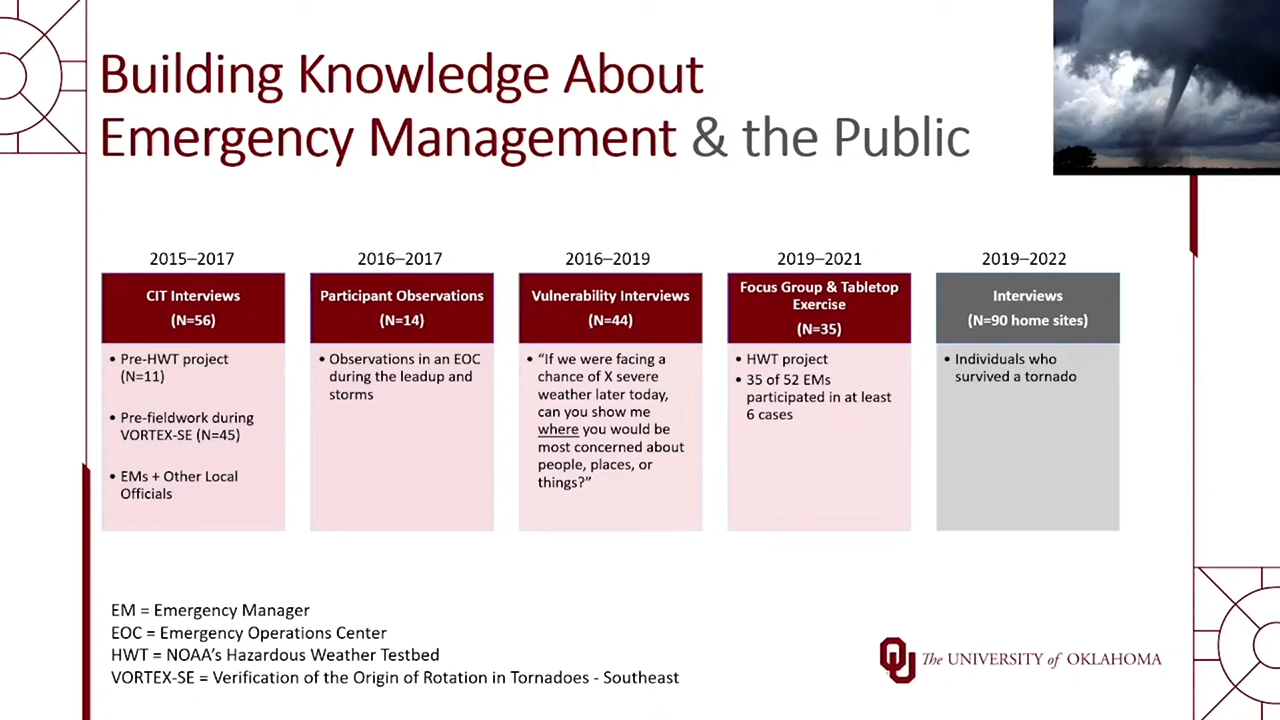 Building Knowledge About
Emergency Management & the Public
2015–2017
CIT Interviews
(N=56)
• Pre-HWT project
(N=11)
• Pre-fieldwork during
VORTEX-SE (N=45)
• EMs + Other Local
Officials
2016–2017
Participant Observations
(N=14)
• Observations in an EOC
during the leadup and
storms
2016–2019
Vulnerability Interviews
(N=44)
• “If we were facing a
chance of X severe
weather later today,
can you show me
where you would be
most concerned about
people, places, or
things?”
2019–2021
Focus Group & Tabletop
Exercise
(N=35)
• HWT project
• 35 of 52 EMs
participated in at least
6 cases
2019–2022
Interviews
(N=90 home sites)
• Individuals who
survived a tornado
EM = Emergency Manager
EOC = Emergency Operations Center
HWT = NOAA’s Hazardous Weather Testbed
VORTEX-SE = Verification of the Origin of Rotation in Tornadoes - Southeast
The UNIVERSITY of OKLAHOMA